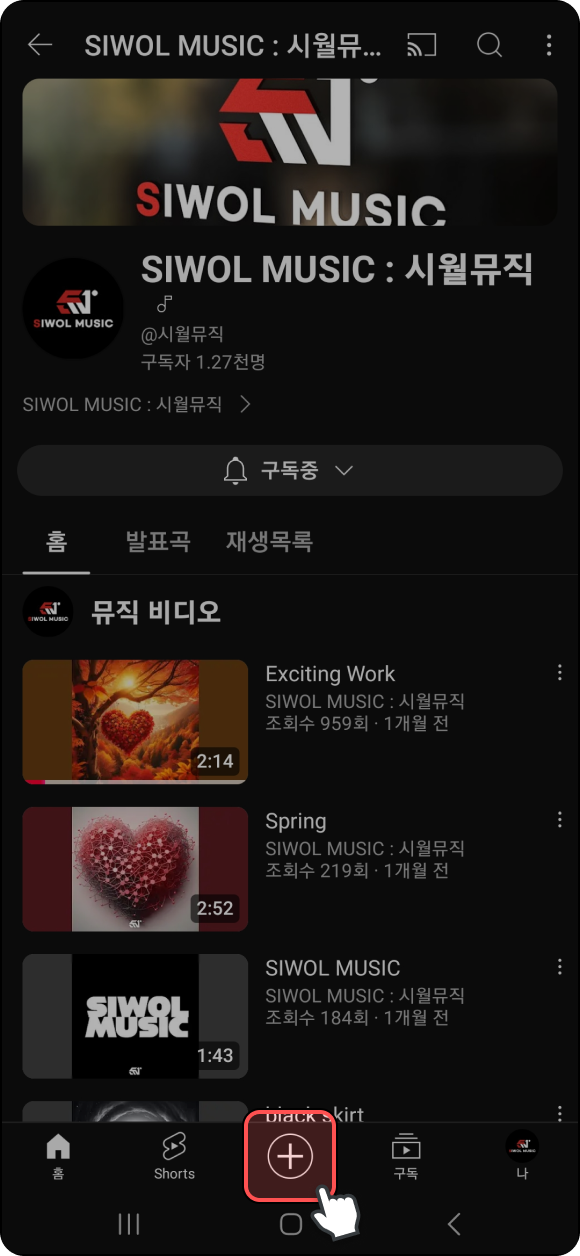 SIWOL MUSIC : 시월뮤...
SIWOL MUSIC
SIWOL MUSIC : 시월뮤직
SIWOL MUSIC
@시월뮤직
구독자 1.27천명
SIWOL MUSIC : 시월뮤직
구독중
홈
발표곡
재생목록
SIWOL MUSIC
뮤직 비디오
Exciting Work
SIWOL MUSIC : 시월뮤직
조회수 959회 · 1개월 전
2:14
Spring
SIWOL MUSIC : 시월뮤직
조회수 219회 · 1개월 전
2:52
SIWOL MUSIC
SIWOL MUSIC : 시월뮤직
조회수 184회 · 1개월 전
SIWOL
MUSIC
1:43
black skirt
홈
Shorts
구독
SIWOL MUSIC
나